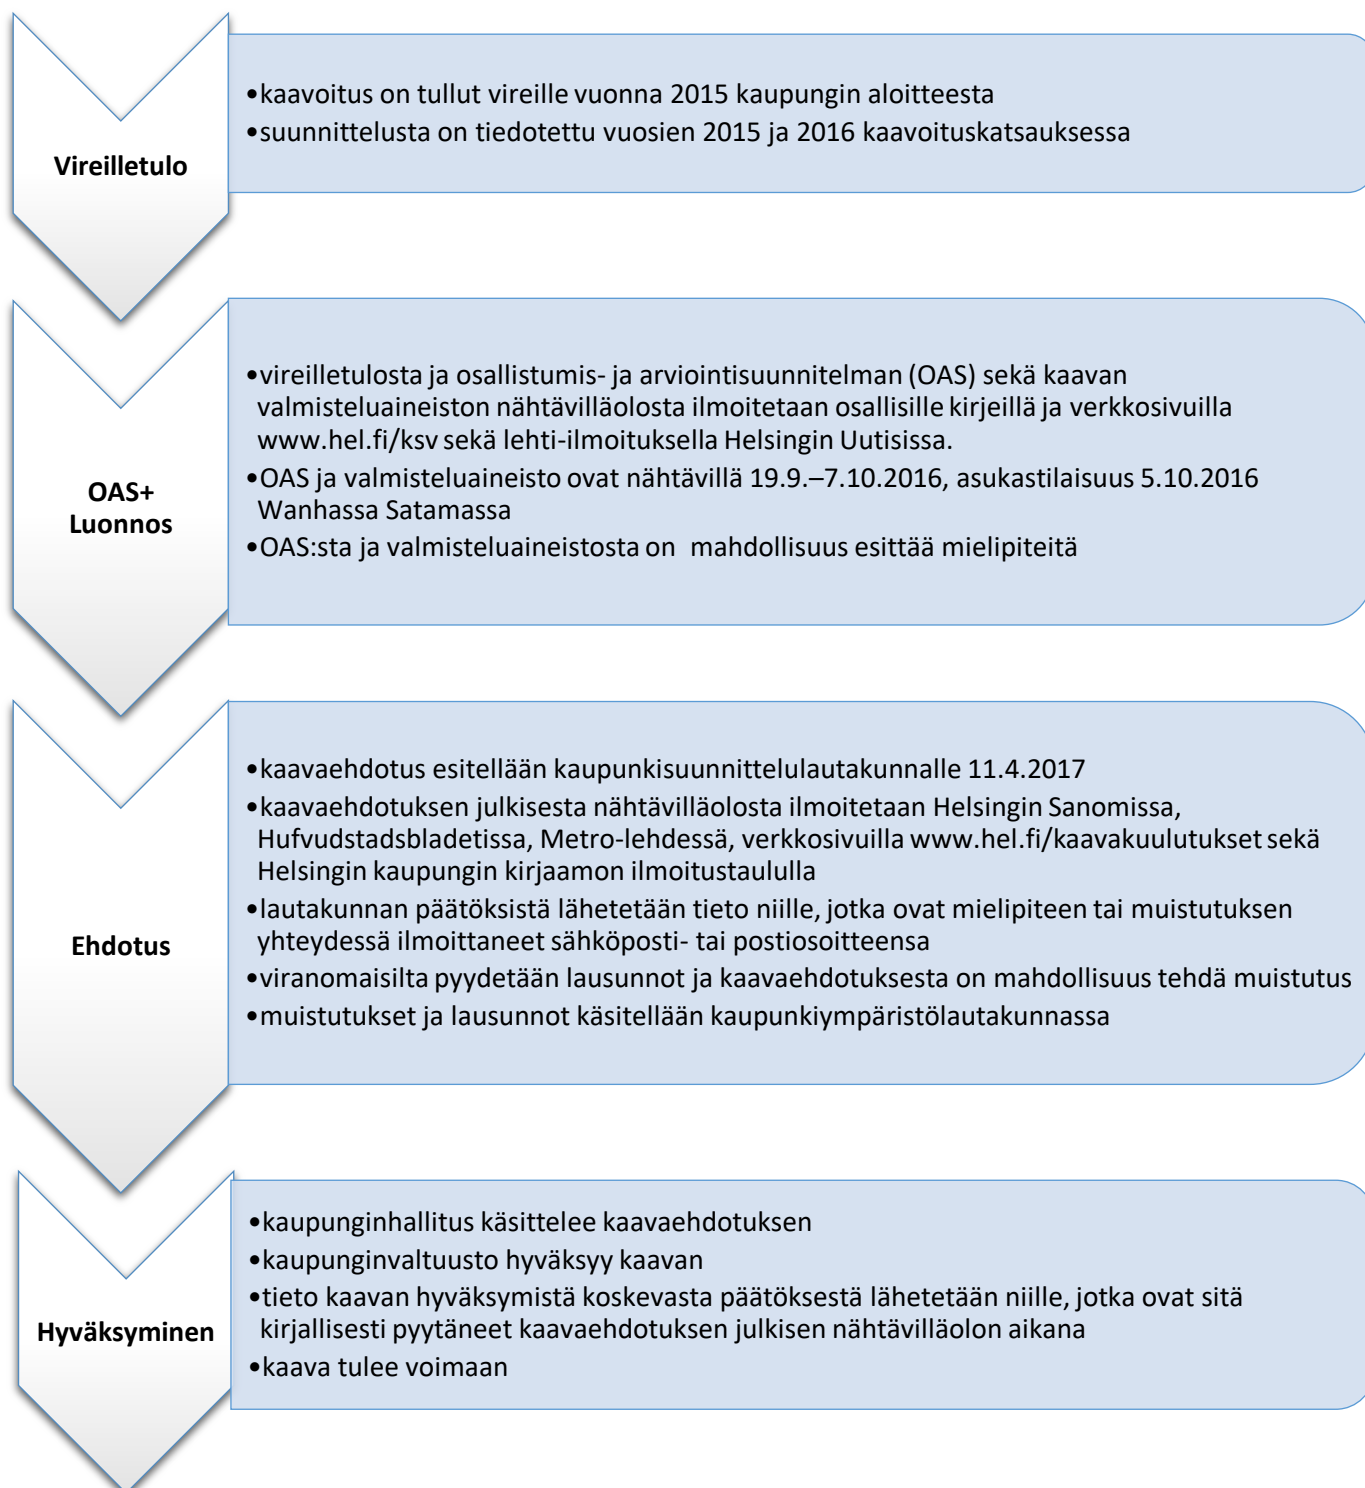 Vireilletulo
•kaavoitus on tullut vireille vuonna 2015 kaupungin aloitteesta
•suunnittelusta on tiedotettu vuosien 2015 ja 2016 kaavoituskatsauksessa
OAS+
Luonnos
•vireilletulosta ja osallistumis- ja arviointisuunnitelman (OAS) sekä kaavan
valmisteluaineiston nähtävilläolosta ilmoitetaan osallisille kirjeillä ja verkkosivuilla
www.hel.fi/ksv sekä lehti-ilmoituksella Helsingin Uutisissa.
•OAS ja valmisteluaineisto ovat nähtävillä 19.9.–7.10.2016, asukastilaisuus 5.10.2016
Wanhassa Satamassa
•OAS:sta ja valmisteluaineistosta on mahdollisuus esittää mielipiteitä
Ehdotus
•kaavaehdotus esitellään kaupunkisuunnittelulautakunnalle 11.4.2017
•kaavaehdotuksen julkisesta nähtävilläolosta ilmoitetaan Helsingin Sanomissa,
Hufvudstadsbladetissa, Metro-lehdessä, verkkosivuilla www.hel.fi/kaavakuulutukset sekä
Helsingin kaupungin kirjaamon ilmoitustaululla
•lautakunnan päätöksistä lähetetään tieto niille, jotka ovat mielipiteen tai muistutuksen
yhteydessä ilmoittaneet sähköposti- tai postiosoitteensa
•viranomaisilta pyydetään lausunnot ja kaavaehdotuksesta on mahdollisuus tehdä muistutus
•muistutukset ja lausunnot käsitellään kaupunkiympäristölautakunnassa
Hyväksyminen
•kaupunginhallitus käsittelee kaavaehdotuksen
•kaupunginvaltuusto hyväksyy kaavan
•tieto kaavan hyväksymistä koskevasta päätöksestä lähetetään niille, jotka ovat sitä
kirjallisesti pyytäneet kaavaehdotuksen julkisen nähtävilläolon aikana
•kaava tulee voimaan